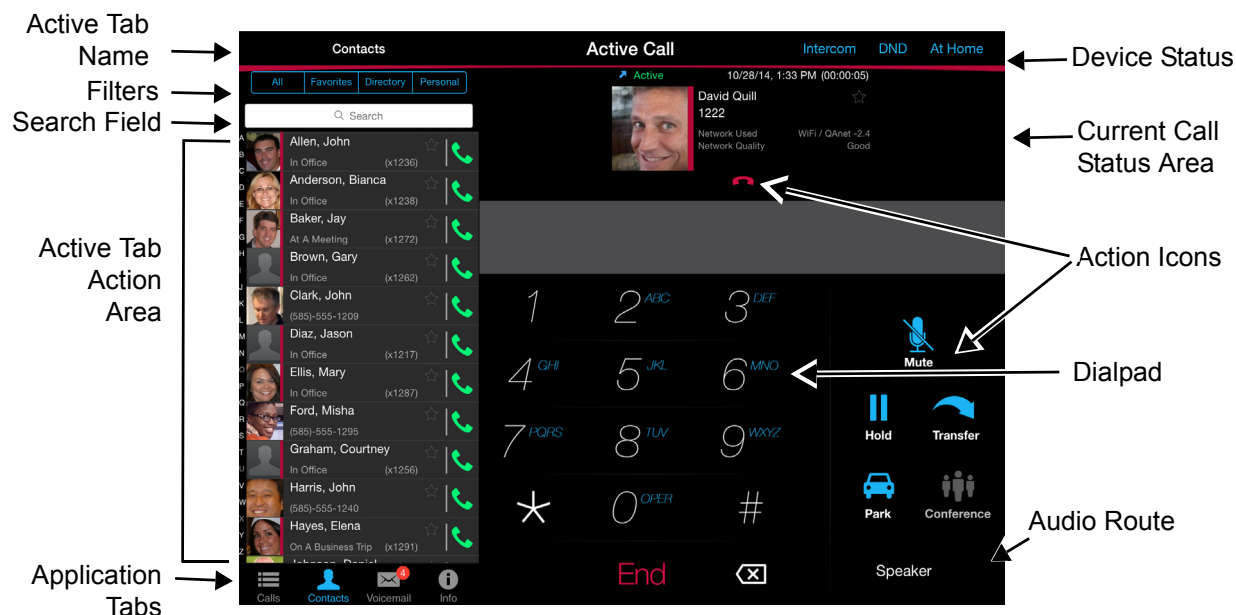 Active Tab
Name
Filters
Search Field
Active Tab
Action
Area
Application
Tabs
Contacts
Active Call
Intercom DND At Home
All Favorites Directory Personal
Search
A
B
C
D
E
F
G
H
I
J
K
L
M
N
O
P
Q
R
S
T
U
V
W
X
Y
Z
Allen, John
In Office (x1236)
Anderson, Bianca
In Office (x1238)
Baker, Jay
At A Meeting (x1272)
Brown, Gary
In Office (x1262)
Clark, John
(585)-555-1209
Diaz, Jason
In Office (x1217)
Ellis, Mary
In Office (x1287)
Ford, Misha
(585)-555-1295
Graham, Courtney
In Office (x1256)
Harris, John
(585)-555-1240
Hayes, Elena
On A Business Trip (x1291)
Johnson, Daniel
Calls Contacts Voicemail 4 Info
Active 10/28/14, 1:33 PM (00:00:05)
David Quill
1222
Network Used WiFi / QAnet -2.4
Network Quality Good
1 2 ABC 3 DEF
4 GHI 5 JKL 6 MNO
7 PQRS 8 TUV 9 WXYZ
* 0 OPER #
End
Mute
Hold Transfer
Park Conference
Speaker
Device Status
Current Call
Status Area
Action Icons
Dialpad
Audio Route